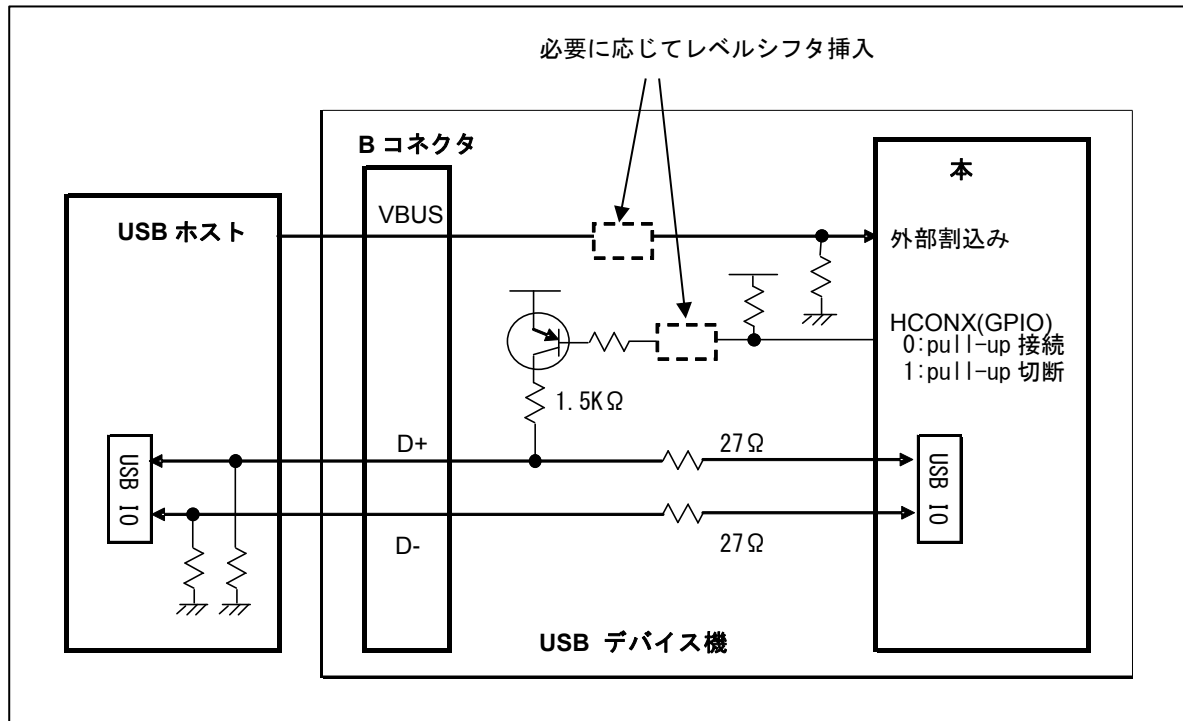 必要に応じてレベルシフタ挿入
B コネクタ
本
VBUS
USB ホスト
外部割込み
HCONX(GPIO)
0:pull-up 接続
1:pull-up 切断
1.5KΩ
D+
27Ω
USB IO
USB IO
D-
27Ω
USB デバイス機